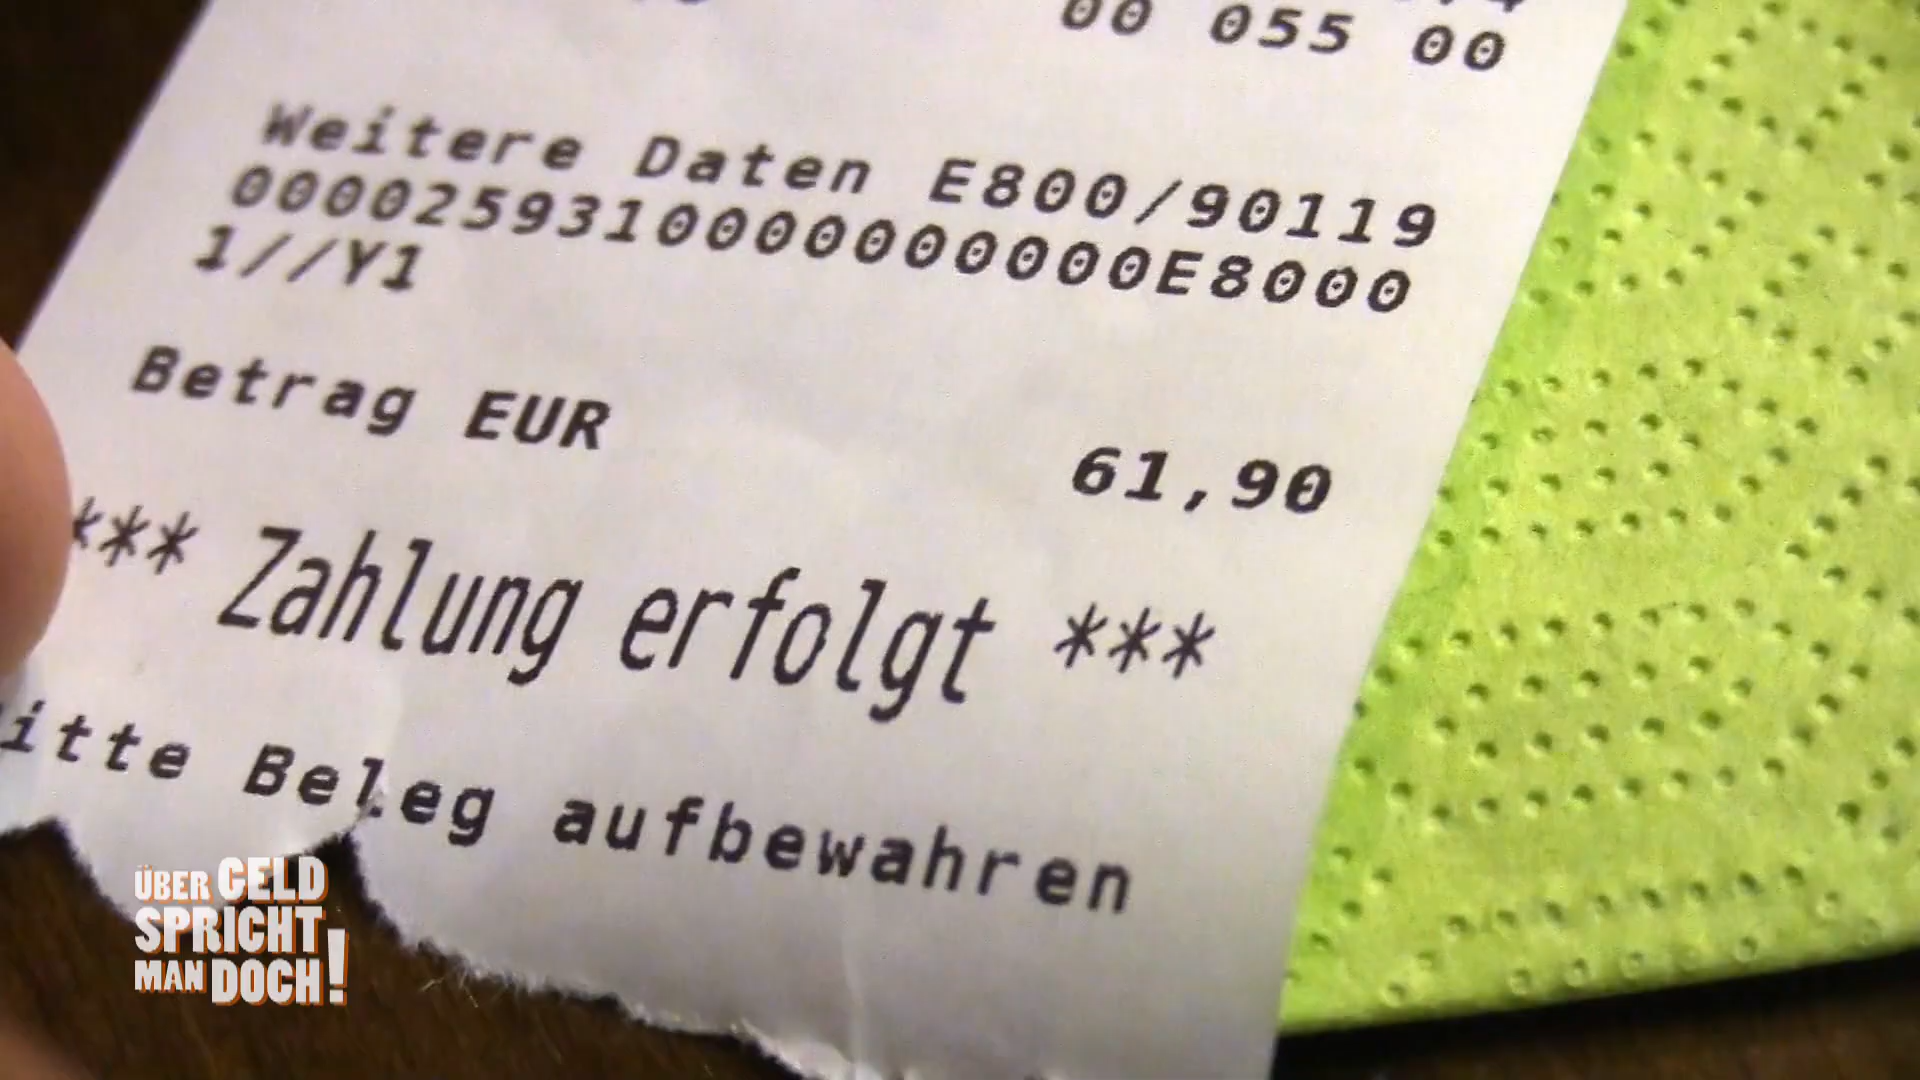 00 055 00
Weitere Daten E800/90119
0000259310000000000E8000
1//Y1
Betrag EUR 61,90
*** Zahlung erfolgt ***
itte Beleg aufbewahren
ÜBER GELD
SPRICHT
MAN DOCH!